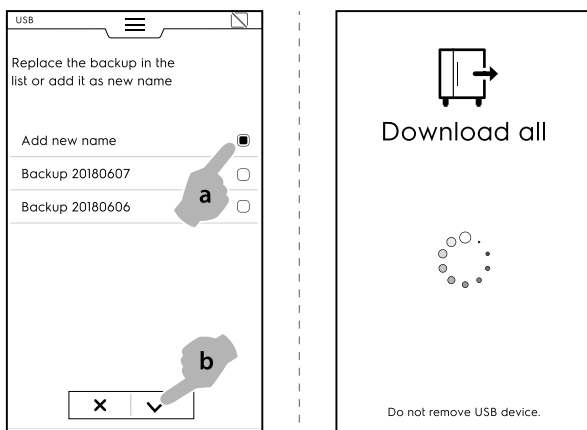 USB
Replace the backup in the
list or add it as new name
Add new name
Backup 20180607
Backup 20180606
a
b
Download all
Do not remove USB device.